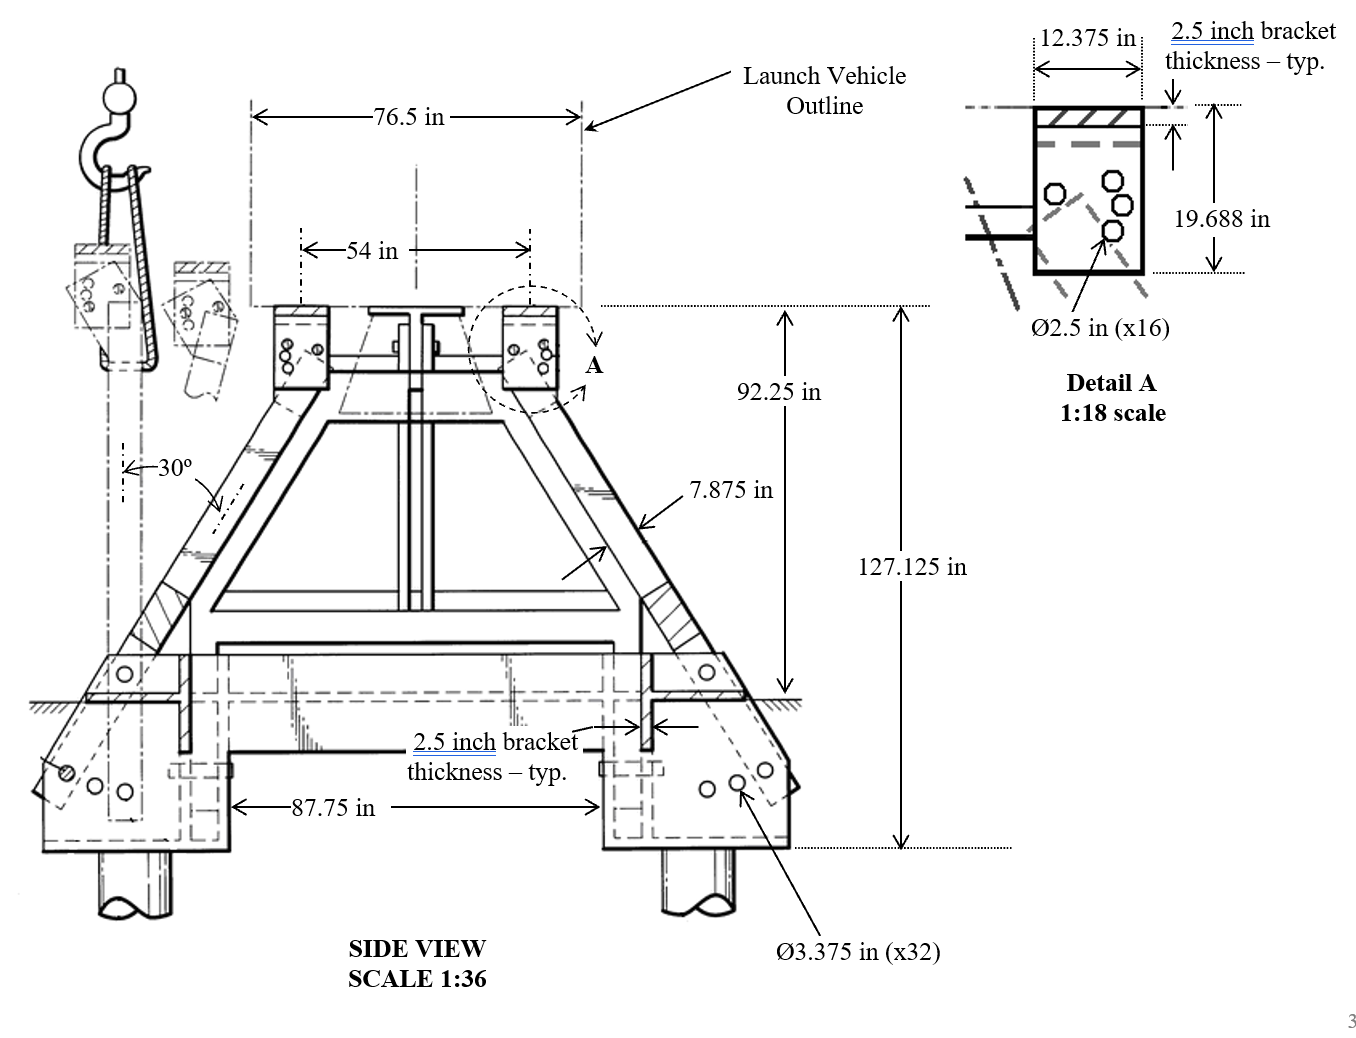 12.375 in
2.5 inch bracket
thickness – typ.
Launch Vehicle
Outline
76.5 in
19.688 in
54 in
Ø2.5 in (x16)
A
Detail A
1:18 scale
92.25 in
30º
7.875 in
127.125 in
2.5 inch bracket
thickness – typ.
87.75 in
Ø3.375 in (x32)
SIDE VIEW
SCALE 1:36
3